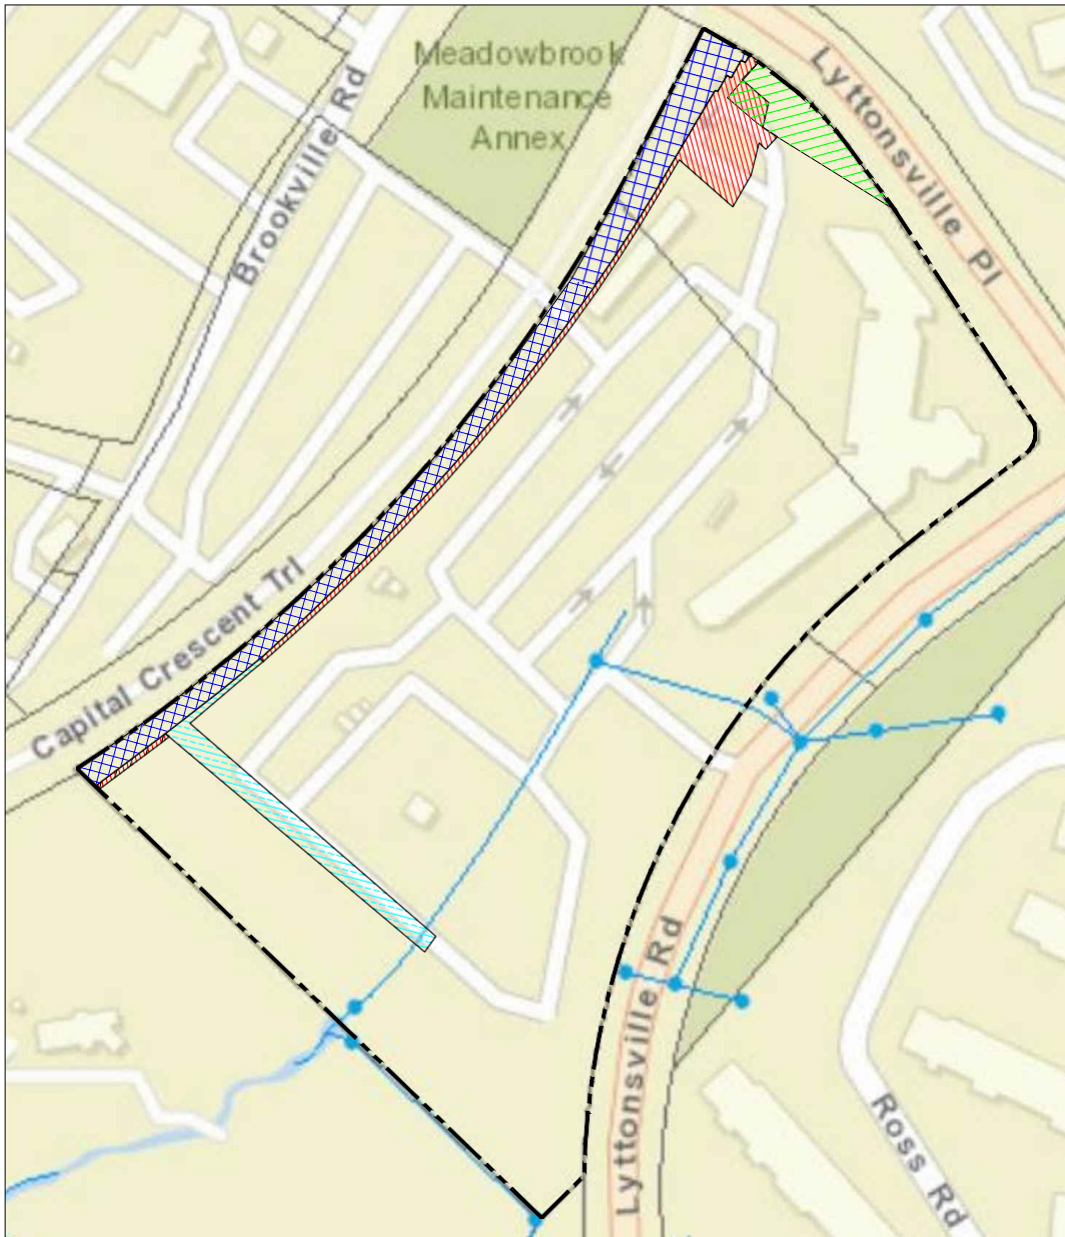 Meadowbrook
Maintenance
Annex
Brookville Rd
Lyttonsville Pl
Capital Crescent Trl
Lyttonsville Rd
Ross Rd